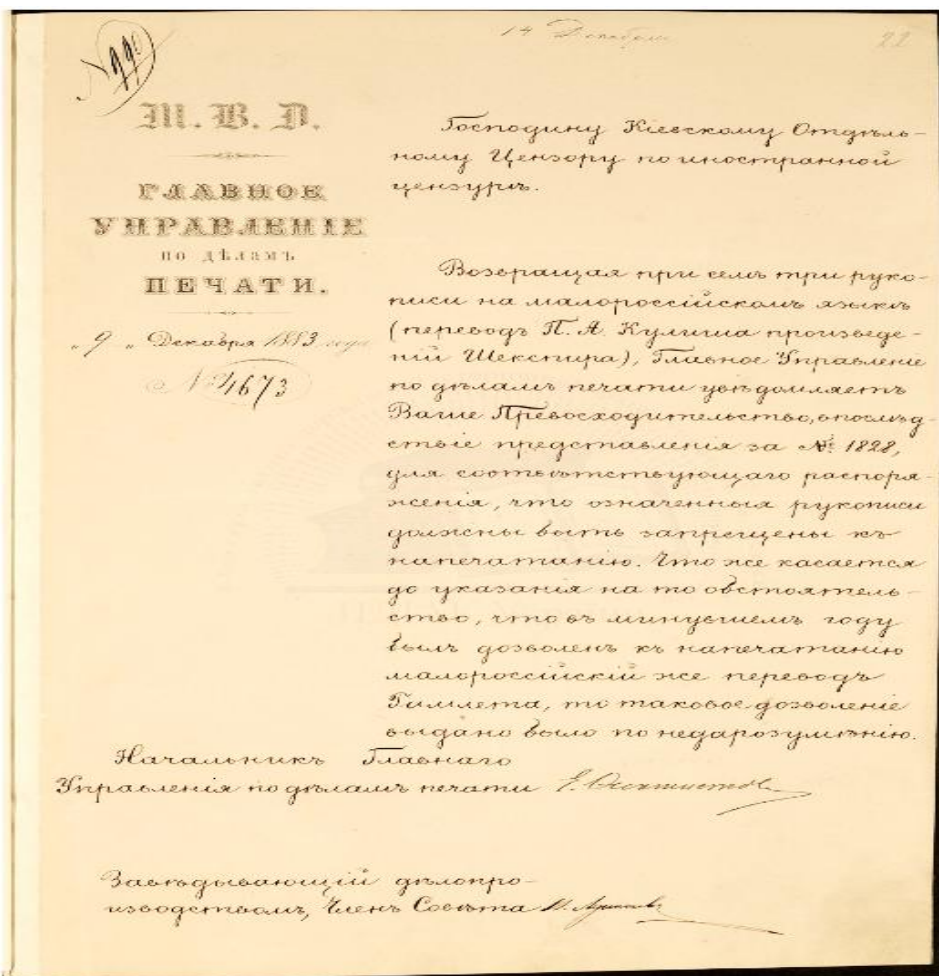 14 Декабря
22
№ 990
М. В. Д.
ГЛАВНОЕ
УПРАВЛЕНІЕ
ПО ДѢЛАМЪ
ПЕЧАТИ.
„ 9 „ Декабря 1883 года
№ 4673
Господину Кіевскому Отдѣль-
ному Цензору по иностранной
цензурѣ.
Возвращая при семъ три руко-
писи на малороссійскомъ языкѣ
(переводъ П. А. Кулиша произведе-
ній Шекспира), Главное Управленіе
по дѣламъ печати увѣдомляетъ
Ваше Превосходительство, впослѣд-
ствіе представленія за № 1828,
для соотвѣтствующаго распоря-
женія, что означенныя рукописи
должны быть запрещены къ
напечатанію. Что же касается
до указанія на то обстоятель-
ство, что въ минувшемъ году
былъ дозволенъ къ напечатанію
малороссійскій же переводъ
Гамлета, то таковое дозволеніе
выдано было по недоразумѣнію.
Начальникъ Главнаго
Управленія по дѣламъ печати Е. Ѳеоктистовъ
Завѣдывающій дѣлопро-
изводствомъ, Членъ Совѣта